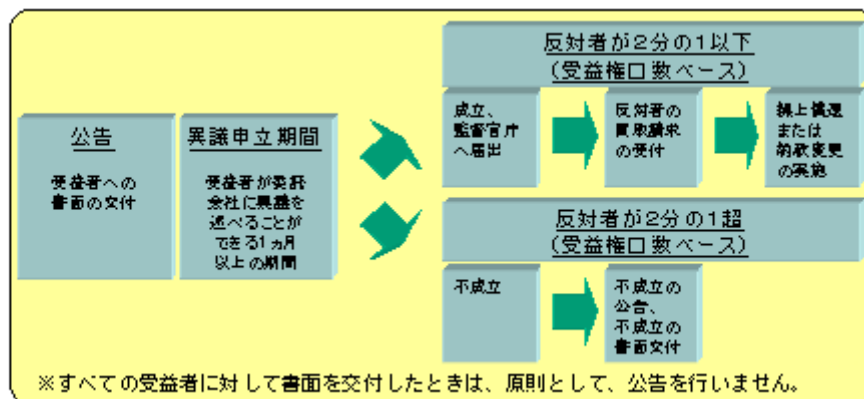 反対者が2分の1以下
(受益権口数ベース)
公告
受益者への
書面の交付
異議申立期間
受益者が委託
会社に異議を
述べることが
できる1ヵ月
以上の期間
成立、
監督官庁
へ届出
反対者の
買取請求
の受付
繰上償還
または
約款変更
の実施
反対者が2分の1超
(受益権口数ベース)
不成立
不成立の
公告、
不成立の
書面交付
※すべての受益者に対して書面を交付したときは、原則として、公告を行いません。